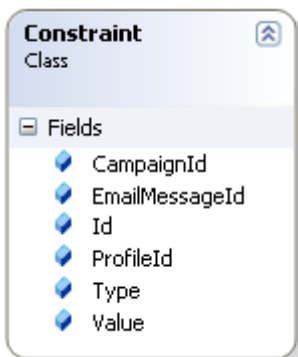 Constraint
Class
Fields
CampaignId
EmailMessageId
Id
ProfileId
Type
Value